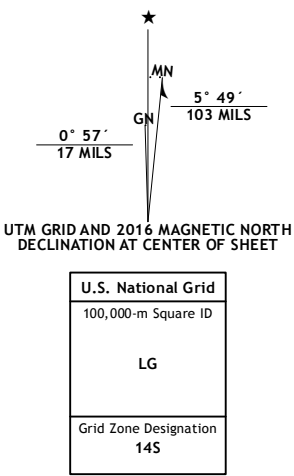 ★
MN
GN
5° 49´
103 MILS
0° 57´
17 MILS
UTM GRID AND 2016 MAGNETIC NORTH
DECLINATION AT CENTER OF SHEET
U.S. National Grid
100,000-m Square ID
LG
Grid Zone Designation
14S